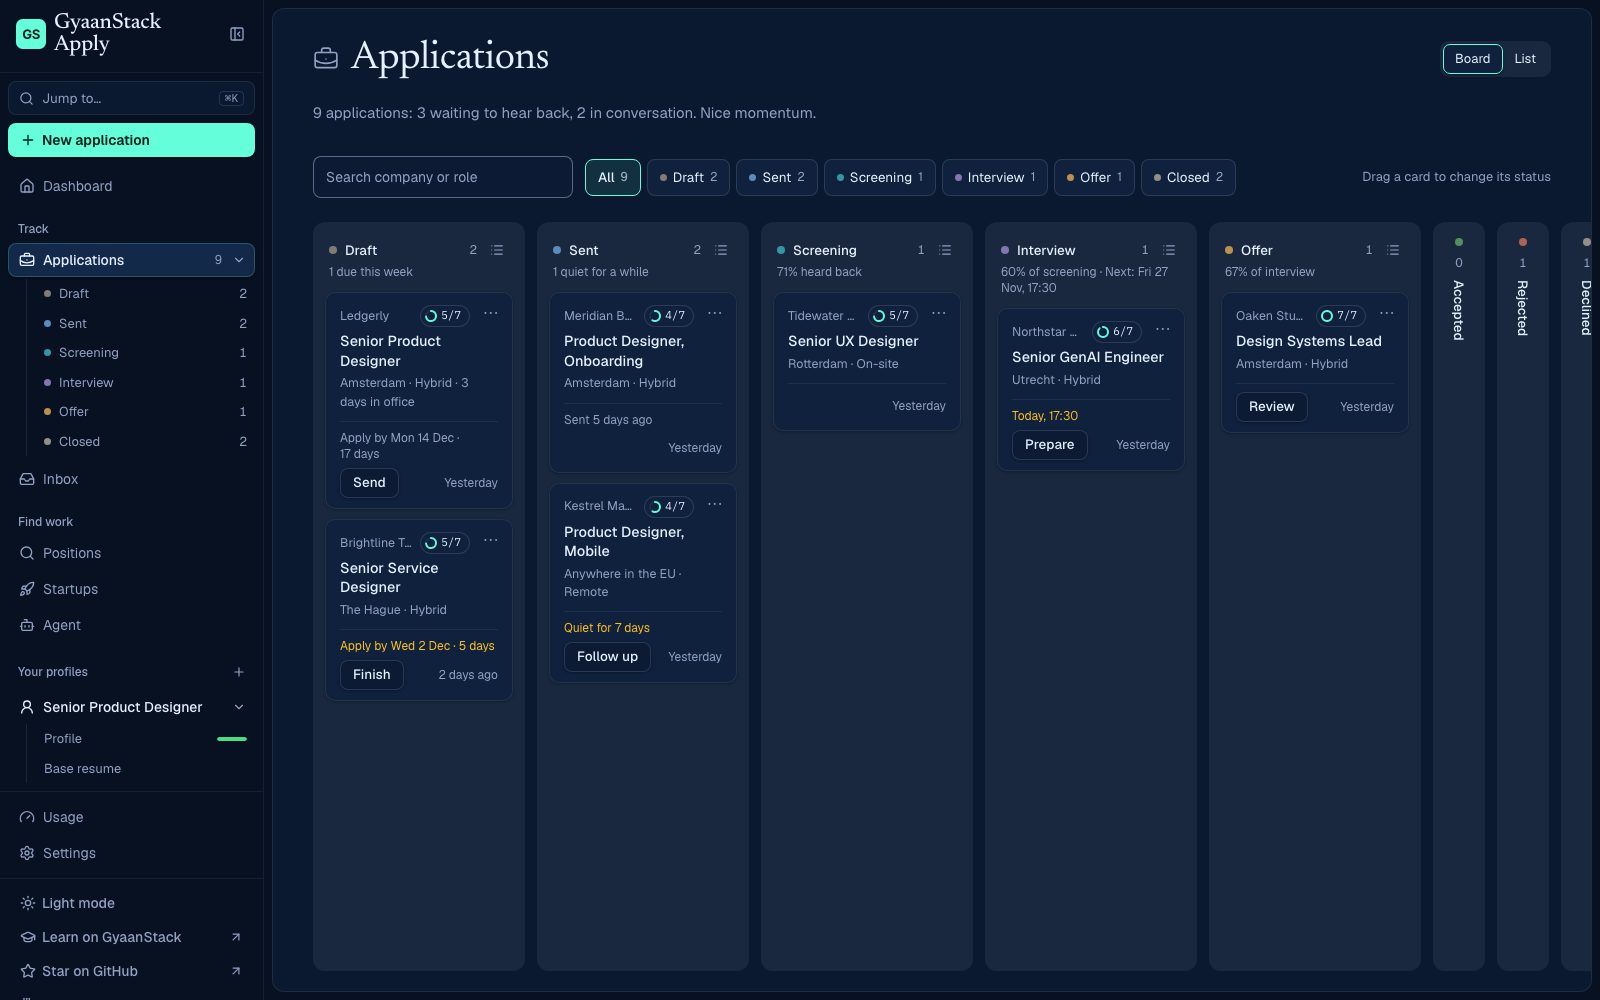 GS
GyaanStack
Apply
Jump to...
⌘K
New application
Dashboard
Track
Applications 9
Draft 2
Sent 2
Screening 1
Interview 1
Offer 1
Closed 2
Inbox
Find work
Positions
Startups
Agent
Your profiles
Senior Product Designer
Profile
Base resume
Usage
Settings
Light mode
Learn on GyaanStack
Star on GitHub
Applications
Board List
9 applications: 3 waiting to hear back, 2 in conversation. Nice momentum.
Search company or role
All 9
Draft 2
Sent 2
Screening 1
Interview 1
Offer 1
Closed 2
Drag a card to change its status
Draft 2
1 due this week
Ledgerly 5/7 ...
Senior Product
Designer
Amsterdam · Hybrid · 3
days in office
Apply by Mon 14 Dec ·
17 days
Send Yesterday
Brightline T... 5/7 ...
Senior Service
Designer
The Hague · Hybrid
Apply by Wed 2 Dec · 5 days
Finish 2 days ago
Sent 2
1 quiet for a while
Meridian B... 4/7 ...
Product Designer,
Onboarding
Amsterdam · Hybrid
Sent 5 days ago
Yesterday
Kestrel Ma... 4/7 ...
Product Designer,
Mobile
Anywhere in the EU ·
Remote
Quiet for 7 days
Follow up Yesterday
Screening 1
71% heard back
Tidewater ... 5/7 ...
Senior UX Designer
Rotterdam · On-site
Yesterday
Interview 1
60% of screening · Next: Fri 27
Nov, 17:30
Northstar ... 6/7 ...
Senior GenAI Engineer
Utrecht · Hybrid
Today, 17:30
Prepare Yesterday
Offer 1
67% of interview
Oaken Stu... 7/7 ...
Design Systems Lead
Amsterdam · Hybrid
Review Yesterday
0
Accepted
1
Rejected
1
Declined